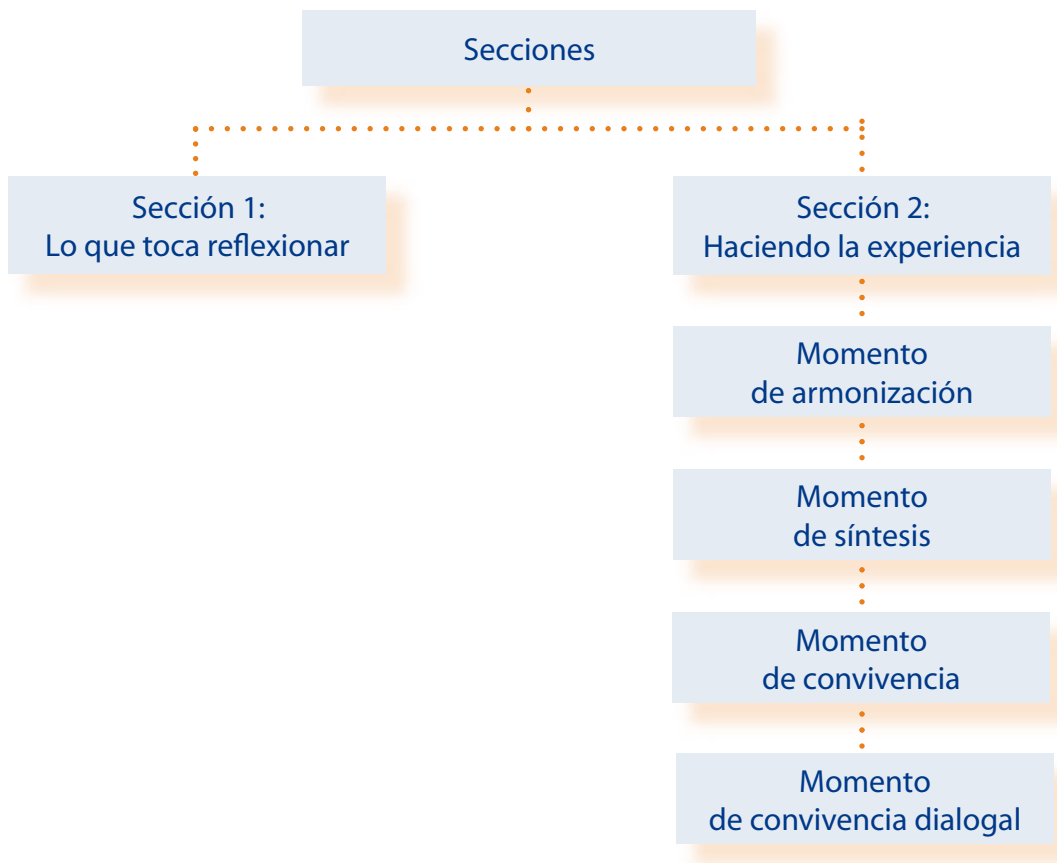 Secciones
Sección 1:
Lo que toca reflexionar
Sección 2:
Haciendo la experiencia
Momento
de armonización
Momento
de síntesis
Momento
de convivencia
Momento
de convivencia dialogal